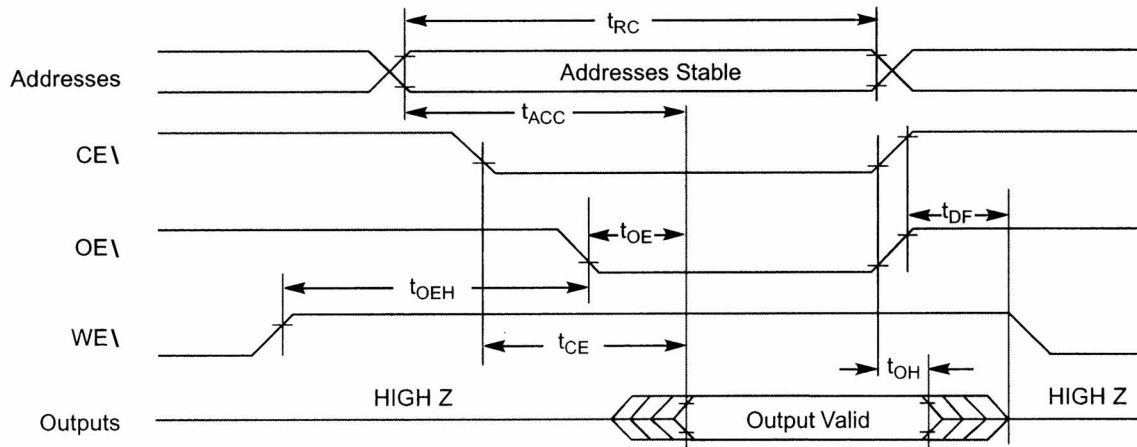 tRC
Addresses
Addresses Stable
tACC
CE\
tDF
OE\
tOE
tOEH
WE\
tCE
tOH
HIGH Z
HIGH Z
Outputs
Output Valid